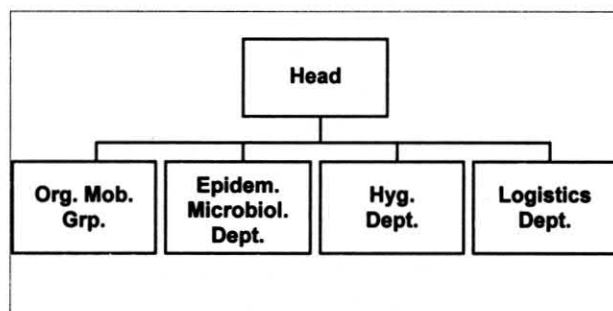 Head
Org. Mob.
Grp.
Epidem.
Microbiol.
Dept.
Hyg.
Dept.
Logistics
Dept.